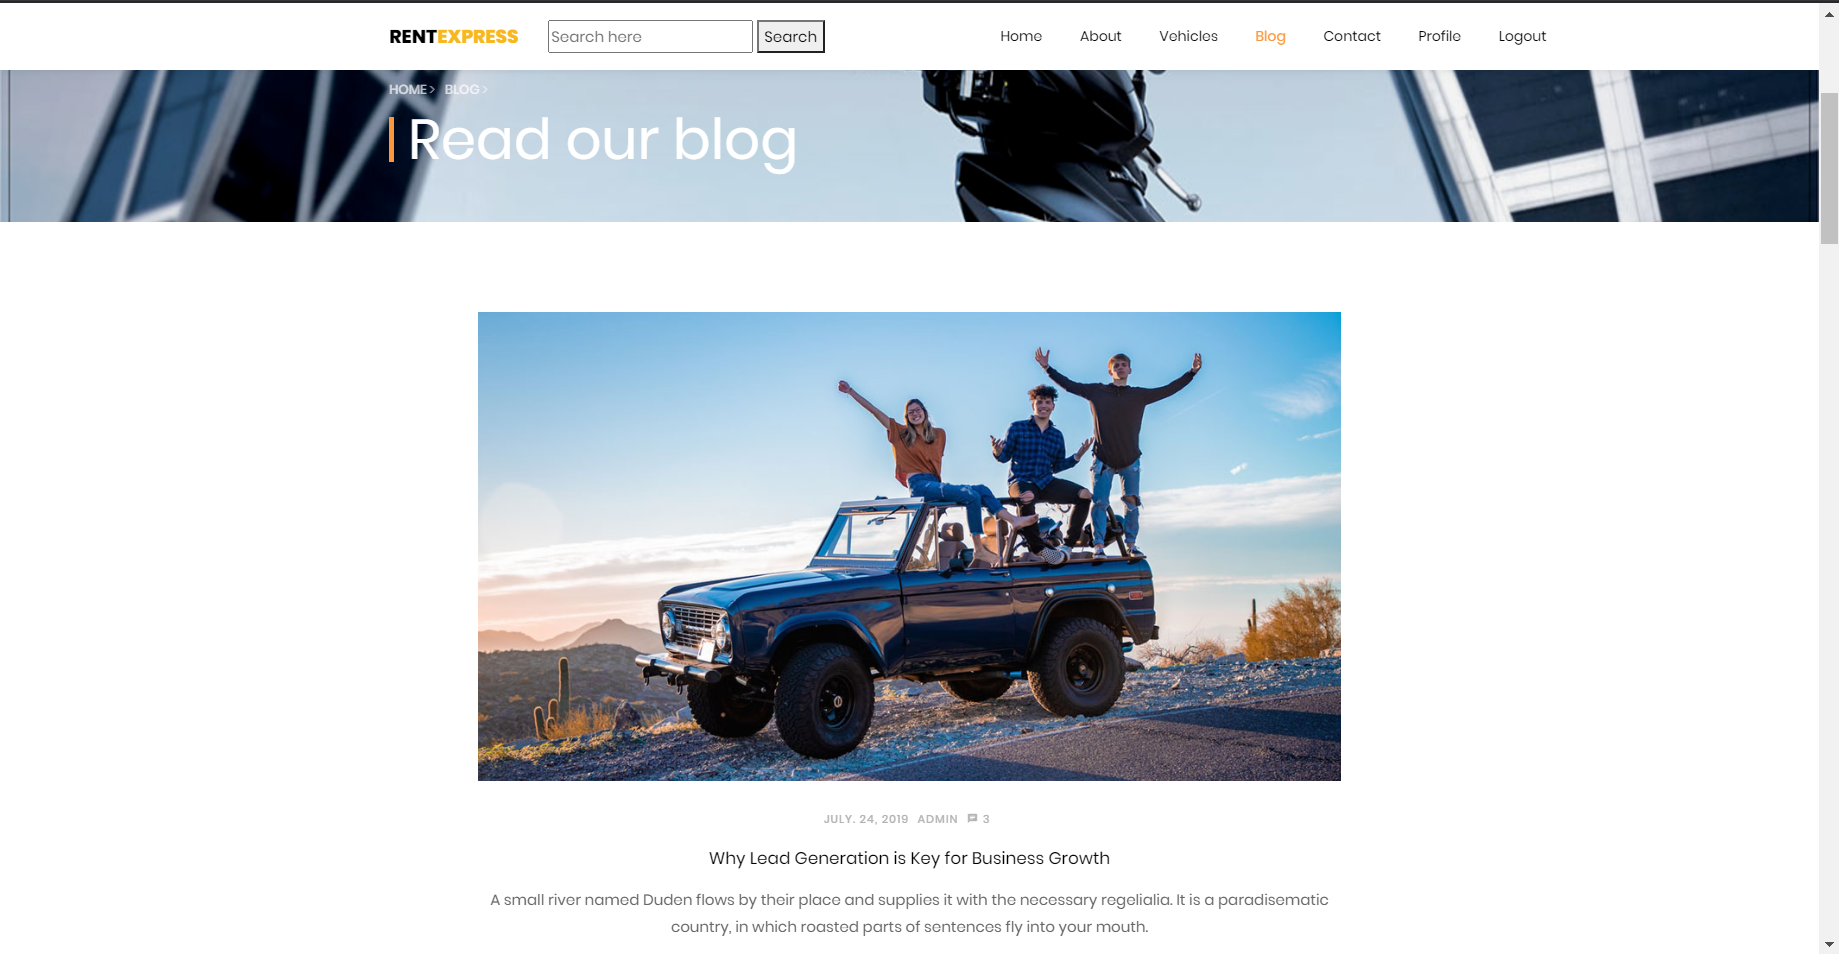 RENTEXPRESS Search here Search Home About Vehicles Blog Contact Profile Logout
HOME > BLOG >
Read our blog
JULY. 24, 2019 ADMIN 3
Why Lead Generation is Key for Business Growth
A small river named Duden flows by their place and supplies it with the necessary regelialia. It is a paradisematic
country, in which roasted parts of sentences fly into your mouth.